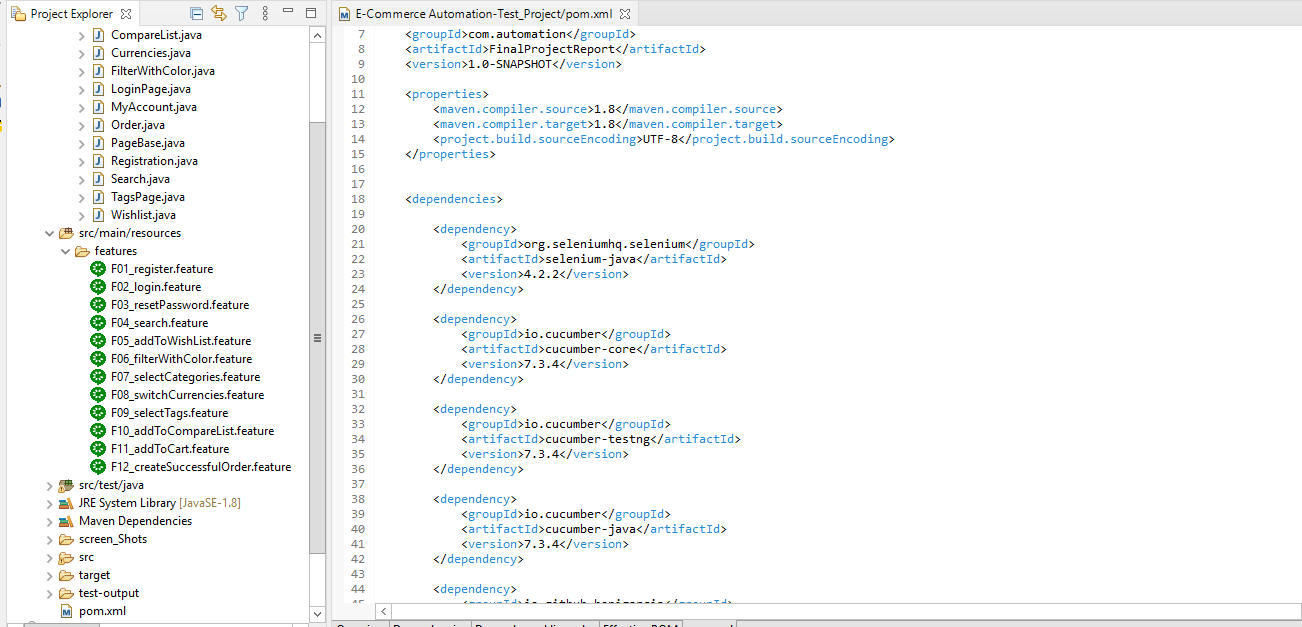 Project Explorer
CompareList.java
Currencies.java
FilterWithColor.java
LoginPage.java
MyAccount.java
Order.java
PageBase.java
Registration.java
Search.java
TagsPage.java
Wishlist.java
src/main/resources
features
F01_register.feature
F02_login.feature
F03_resetPassword.feature
F04_search.feature
F05_addToWishList.feature
F06_filterWithColor.feature
F07_selectCategories.feature
F08_switchCurrencies.feature
F09_selectTags.feature
F10_addToCompareList.feature
F11_addToCart.feature
F12_createSuccessfulOrder.feature
src/test/java
JRE System Library [JavaSE-1.8]
Maven Dependencies
screen_Shots
src
target
test-output
pom.xml
E-Commerce Automation-Test_Project/pom.xml
7 <groupId>com.automation</groupId>
8 <artifactId>FinalProjectReport</artifactId>
9 <version>1.0-SNAPSHOT</version>
10
11 <properties>
12 <maven.compiler.source>1.8</maven.compiler.source>
13 <maven.compiler.target>1.8</maven.compiler.target>
14 <project.build.sourceEncoding>UTF-8</project.build.sourceEncoding>
15 </properties>
16
17
18 <dependencies>
19
20 <dependency>
21 <groupId>org.seleniumhq.selenium</groupId>
22 <artifactId>selenium-java</artifactId>
23 <version>4.2.2</version>
24 </dependency>
25
26 <dependency>
27 <groupId>io.cucumber</groupId>
28 <artifactId>cucumber-core</artifactId>
29 <version>7.3.4</version>
30 </dependency>
31
32 <dependency>
33 <groupId>io.cucumber</groupId>
34 <artifactId>cucumber-testng</artifactId>
35 <version>7.3.4</version>
36 </dependency>
37
38 <dependency>
39 <groupId>io.cucumber</groupId>
40 <artifactId>cucumber-java</artifactId>
41 <version>7.3.4</version>
42 </dependency>
43
44 <dependency>